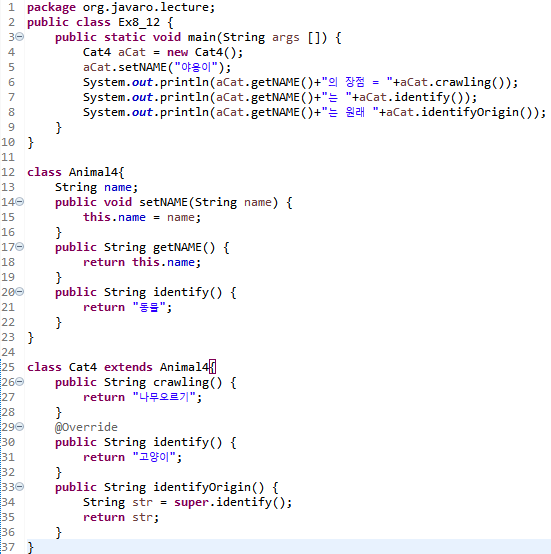 1 package org.javaro.lecture;
2 public class Ex8_12 {
3 public static void main(String args []) {
4 Cat4 aCat = new Cat4();
5 aCat.setNAME("야옹이");
6 System.out.println(aCat.getNAME()+"의 장점 = "+aCat.crawling());
7 System.out.println(aCat.getNAME()+"는 "+aCat.identify());
8 System.out.println(aCat.getNAME()+"는 원래 "+aCat.identifyOrigin());
9 }
10 }
11
12 class Animal4{
13 String name;
14 public void setNAME(String name) {
15 this.name = name;
16 }
17 public String getNAME() {
18 return this.name;
19 }
20 public String identify() {
21 return "동물";
22 }
23 }
24
25 class Cat4 extends Animal4{
26 public String crawling() {
27 return "나무오르기";
28 }
29 @Override
30 public String identify() {
31 return "고양이";
32 }
33 public String identifyOrigin() {
34 String str = super.identify();
35 return str;
36 }
37 }